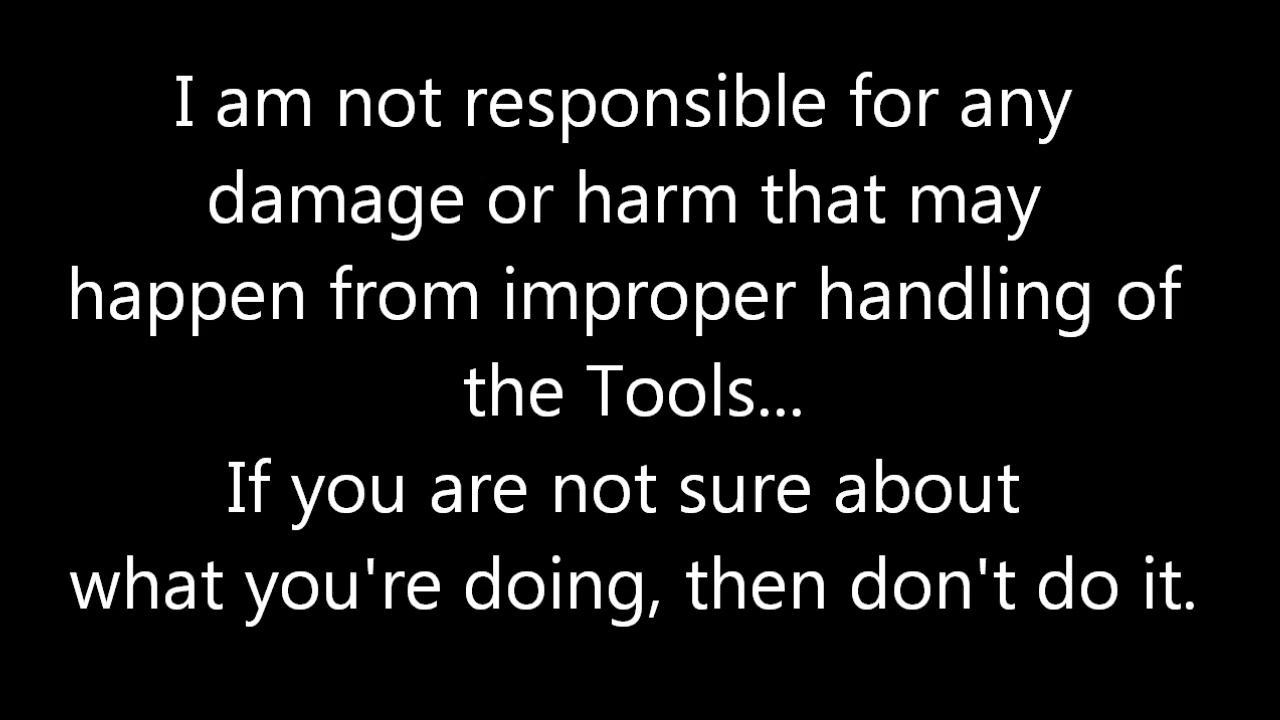 I am not responsible for any
damage or harm that may
happen from improper handling of
the Tools...
If you are not sure about
what you're doing, then don't do it.